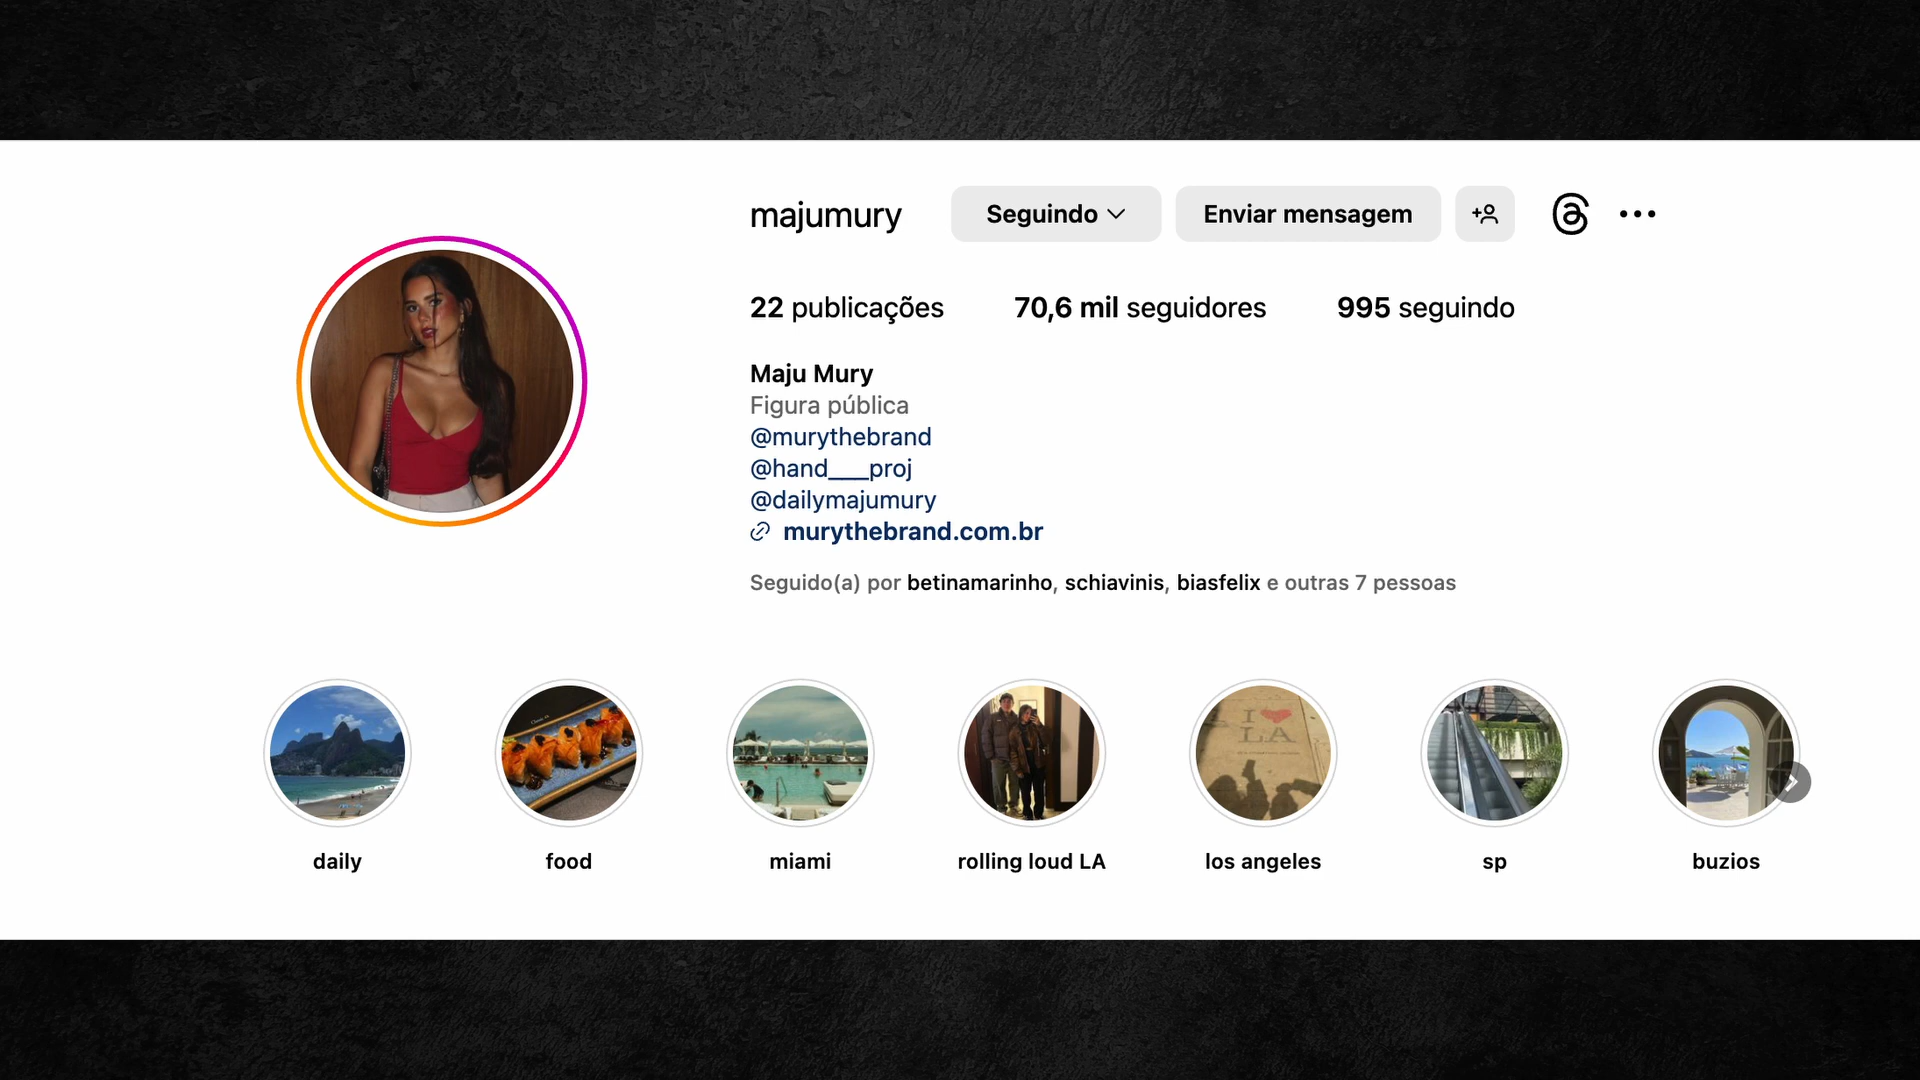 majumury
Seguindo
Enviar mensagem
22 publicações
70,6 mil seguidores
995 seguindo
Maju Mury
Figura pública
@murythebrand
@hand___proj
@dailymajumury
murythebrand.com.br
Seguido(a) por betinamarinho, schiavinis, biasfelix e outras 7 pessoas
I
LA
daily
food
miami
rolling loud LA
los angeles
sp
buzios